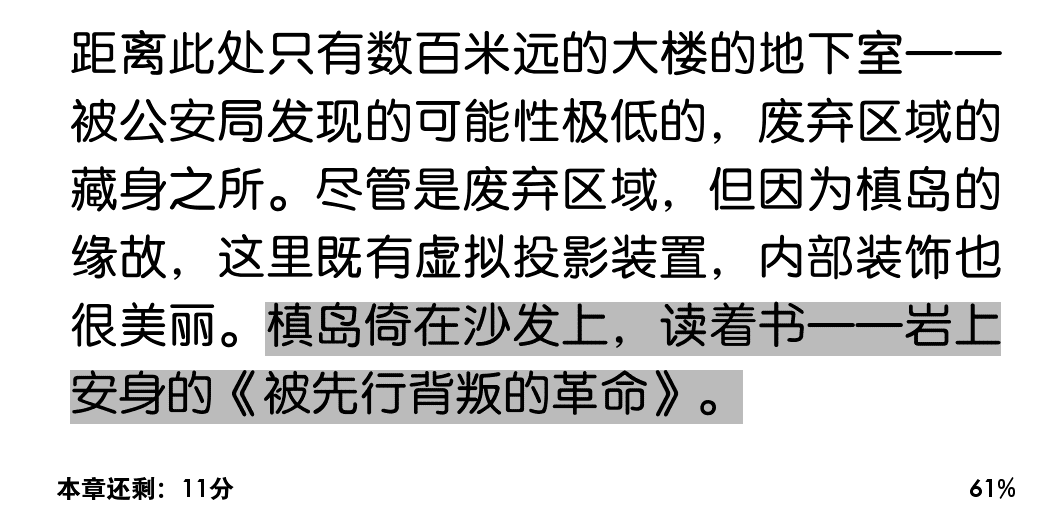 距离此处只有数百米远的大楼的地下室——
被公安局发现的可能性极低的，废弃区域的
藏身之所。尽管是废弃区域，但因为槙岛的
缘故，这里既有虚拟投影装置，内部装饰也
很美丽。槙岛倚在沙发上，读着书——岩上
安身的《被先行背叛的革命》。
本章还剩：11分
61%